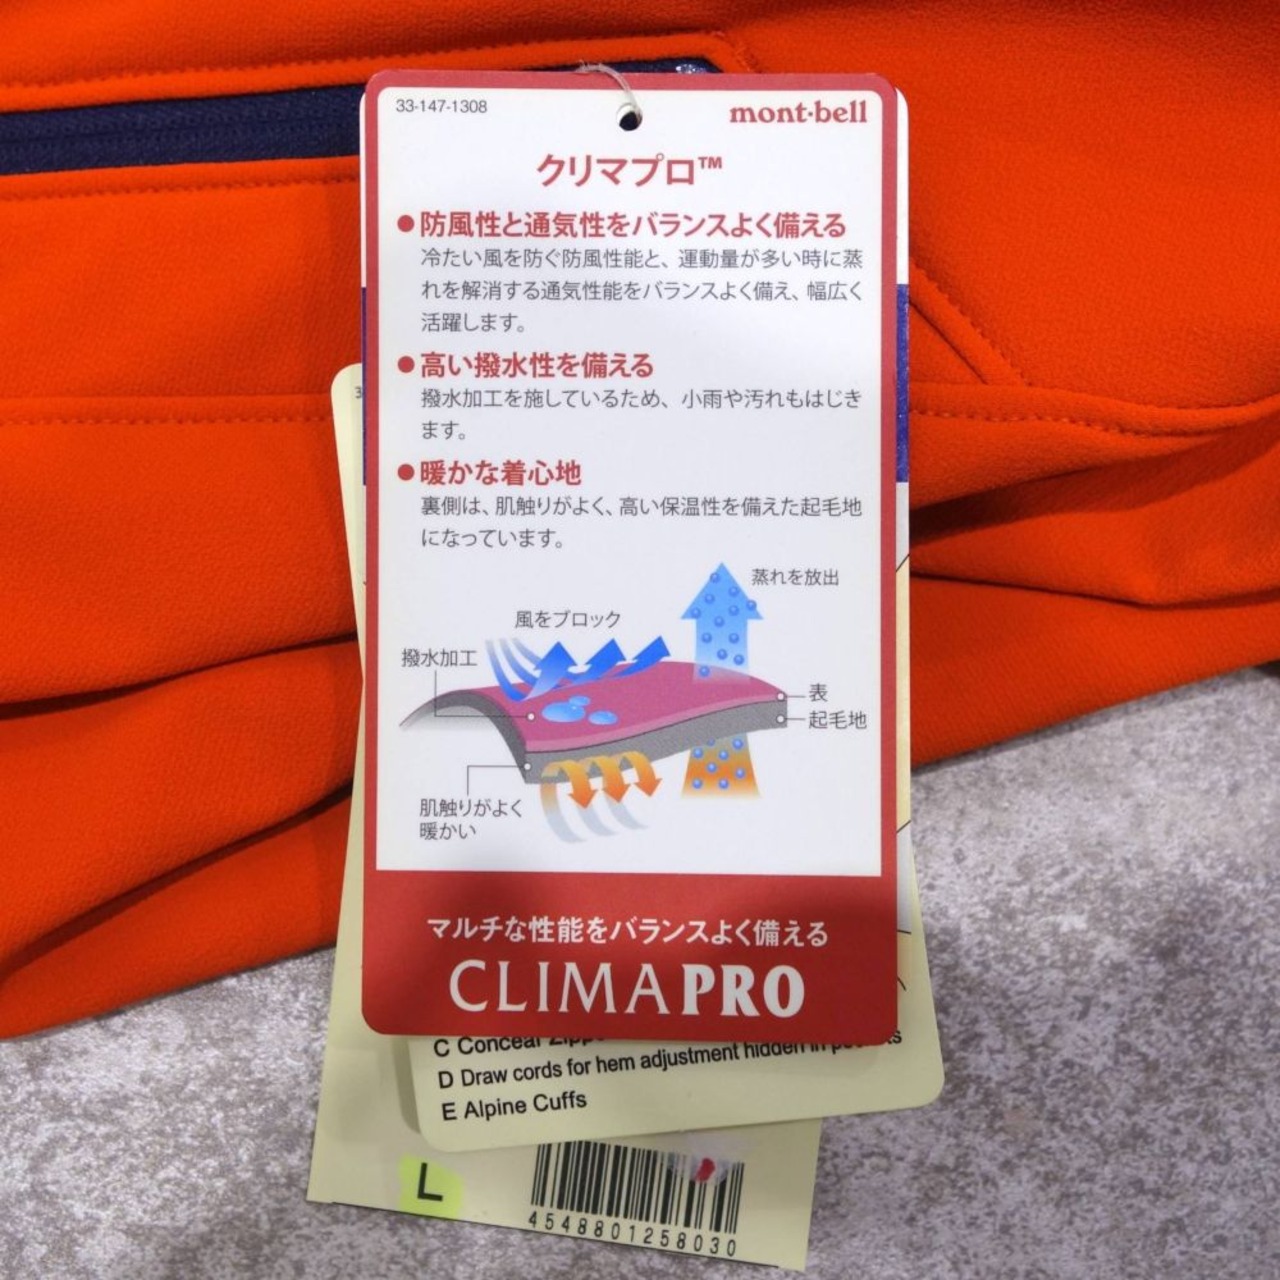 33-147-1308
mont-bell
クリマプロ™
●防風性と通気性をバランスよく備える
冷たい風を防ぐ防風性能と、運動量が多い時に蒸
れを解消する通気性能をバランスよく備え、幅広く
活躍します。
●高い撥水性を備える
撥水加工を施しているため、小雨や汚れもはじき
ます。
●暖かな着心地
裏側は、肌触りがよく、高い保温性を備えた起毛地
になっています。
蒸れを放出
風をブロック
撥水加工
表
起毛地
肌触りがよく
暖かい
マルチな性能をバランスよく備える
CLIMAPRO
C Conceal
D Draw cords for hem adjustment hidden in
E Alpine Cuffs
L
4548801258030